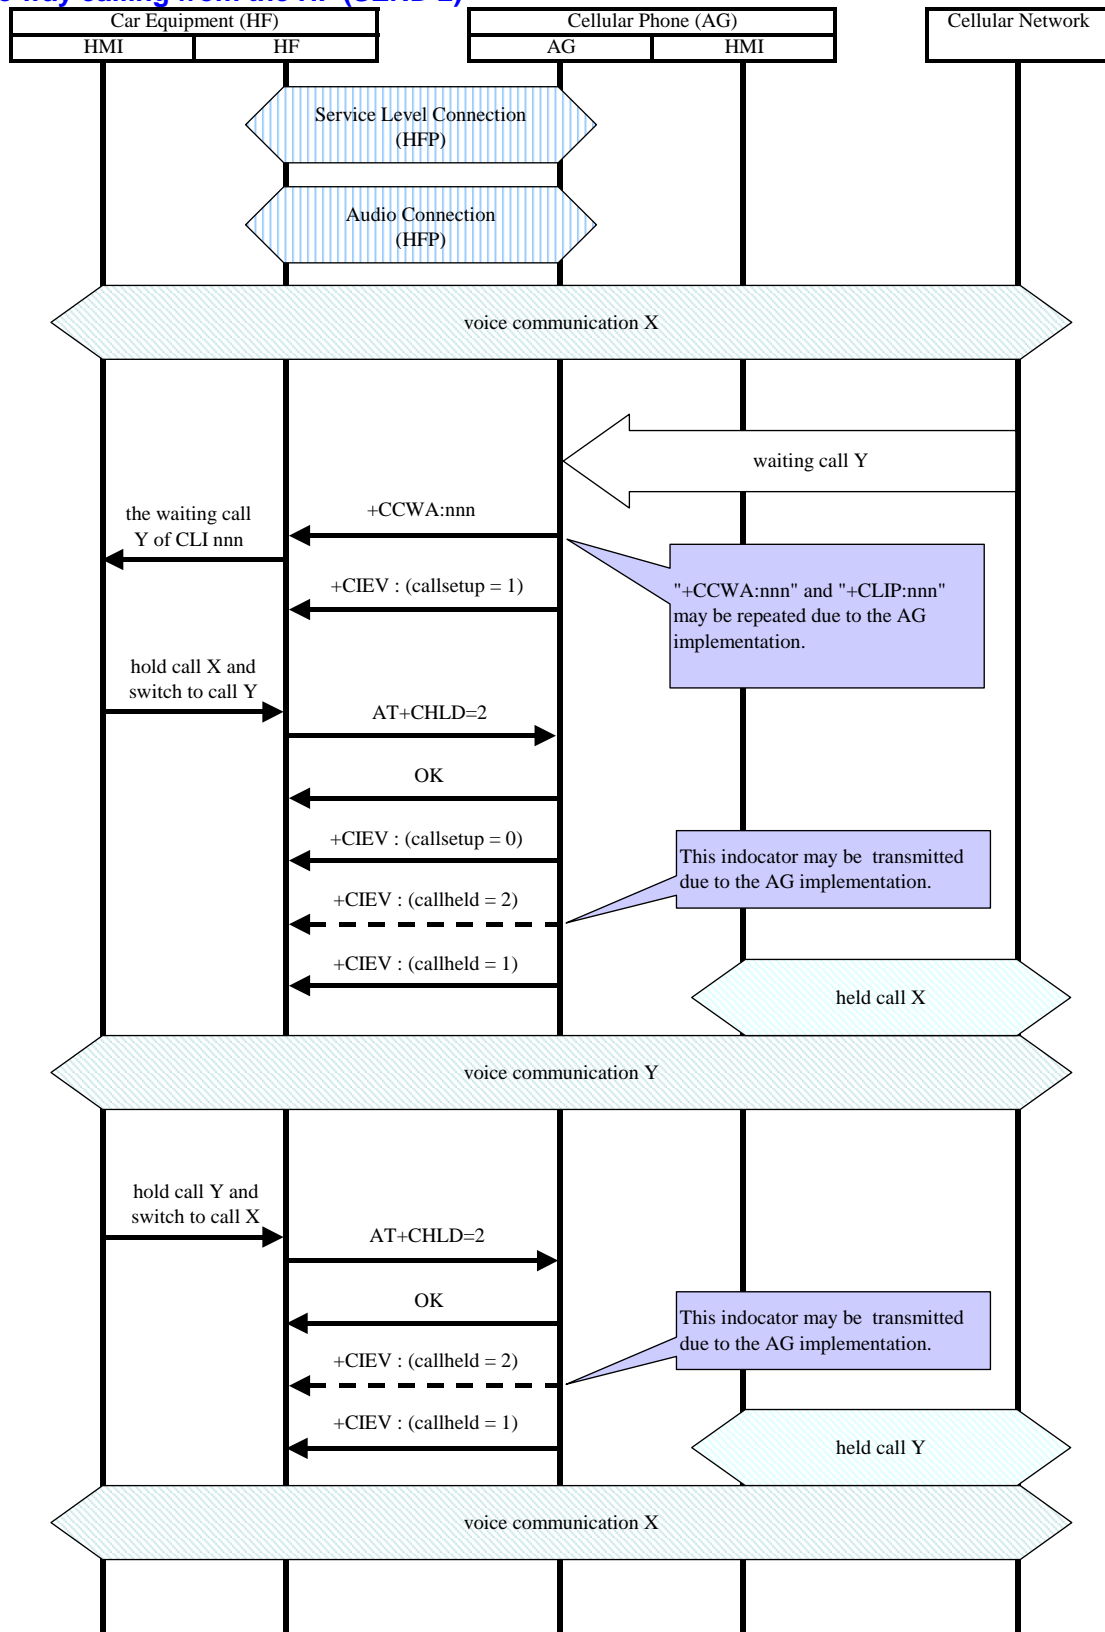 Car Equipment (HF)
Cellular Phone (AG)
Cellular Network
HMI
HF
AG
HMI
Service Level Connection
(HFP)
Audio Connection
(HFP)
voice communication X
waiting call Y
+CCWA:nnn
the waiting call
Y of CLI nnn
"+CCWA:nnn" and "+CLIP:nnn"
may be repeated due to the AG
implementation.
+CIEV : (callsetup = 1)
hold call X and
switch to call Y
AT+CHLD=2
OK
+CIEV : (callsetup = 0)
This indocator may be transmitted
due to the AG implementation.
+CIEV : (callheld = 2)
+CIEV : (callheld = 1)
held call X
voice communication Y
hold call Y and
switch to call X
AT+CHLD=2
OK
This indocator may be transmitted
due to the AG implementation.
+CIEV : (callheld = 2)
+CIEV : (callheld = 1)
held call Y
voice communication X